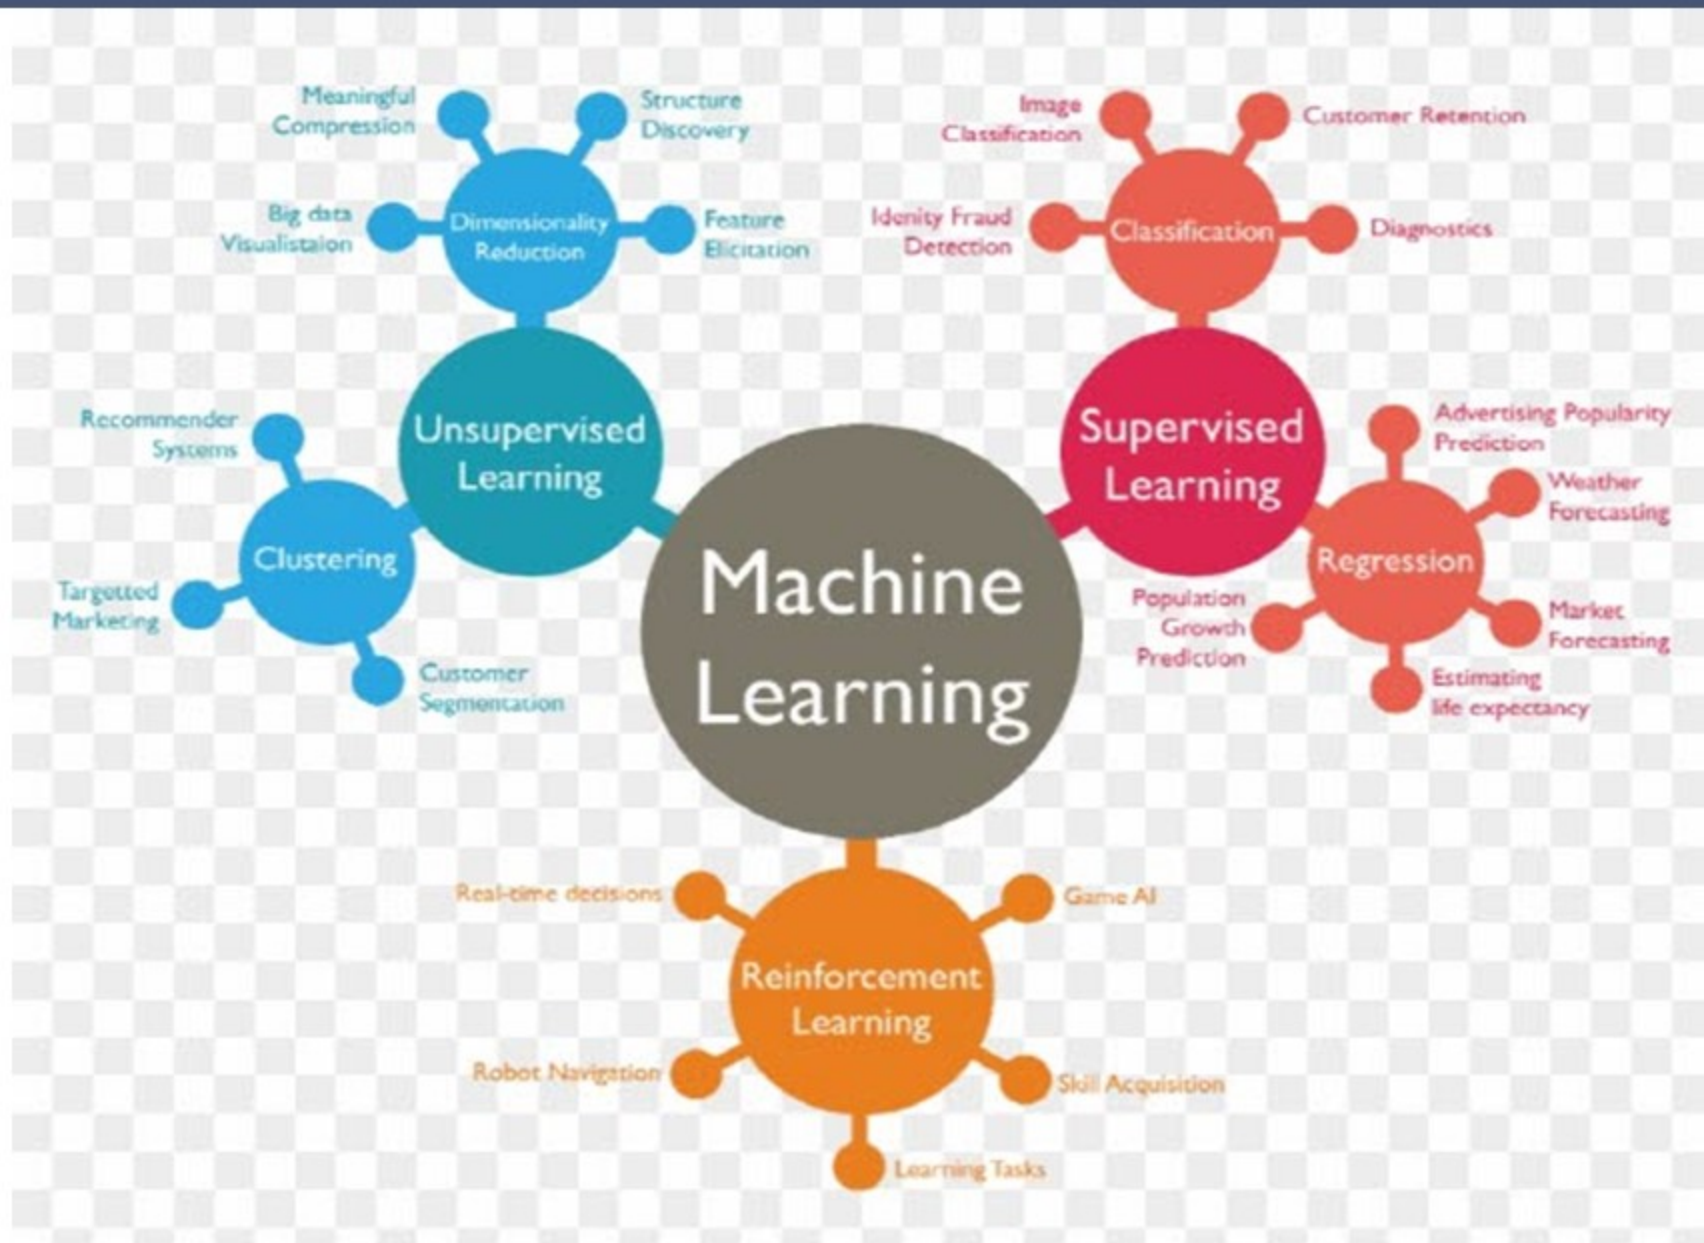 Meaningful
Compression
Structure
Discovery
Big data
Visualistaion
Dimensionality
Reduction
Feature
Elicitation
Image
Classification
Customer Retention
Idenity Fraud
Detection
Classification
Diagnostics
Unsupervised
Learning
Recommender
Systems
Clustering
Targetted
Marketing
Customer
Segmentation
Supervised
Learning
Advertising Popularity
Prediction
Weather
Forecasting
Regression
Population
Growth
Prediction
Market
Forecasting
Estimating
life expectancy
Machine
Learning
Real-time decisions
Game AI
Reinforcement
Learning
Robot Navigation
Skill Acquisition
Learning Tasks